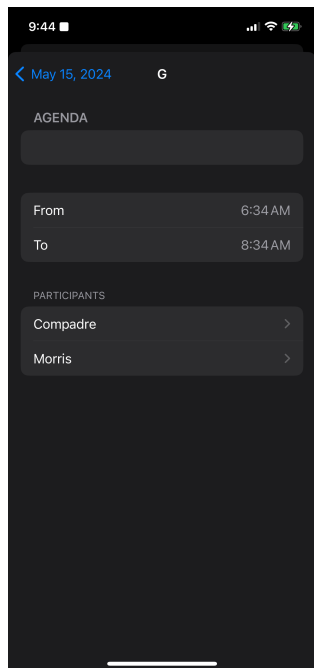 9:44
May 15, 2024 G
AGENDA
From 6:34 AM
To 8:34 AM
PARTICIPANTS
Compadre
Morris